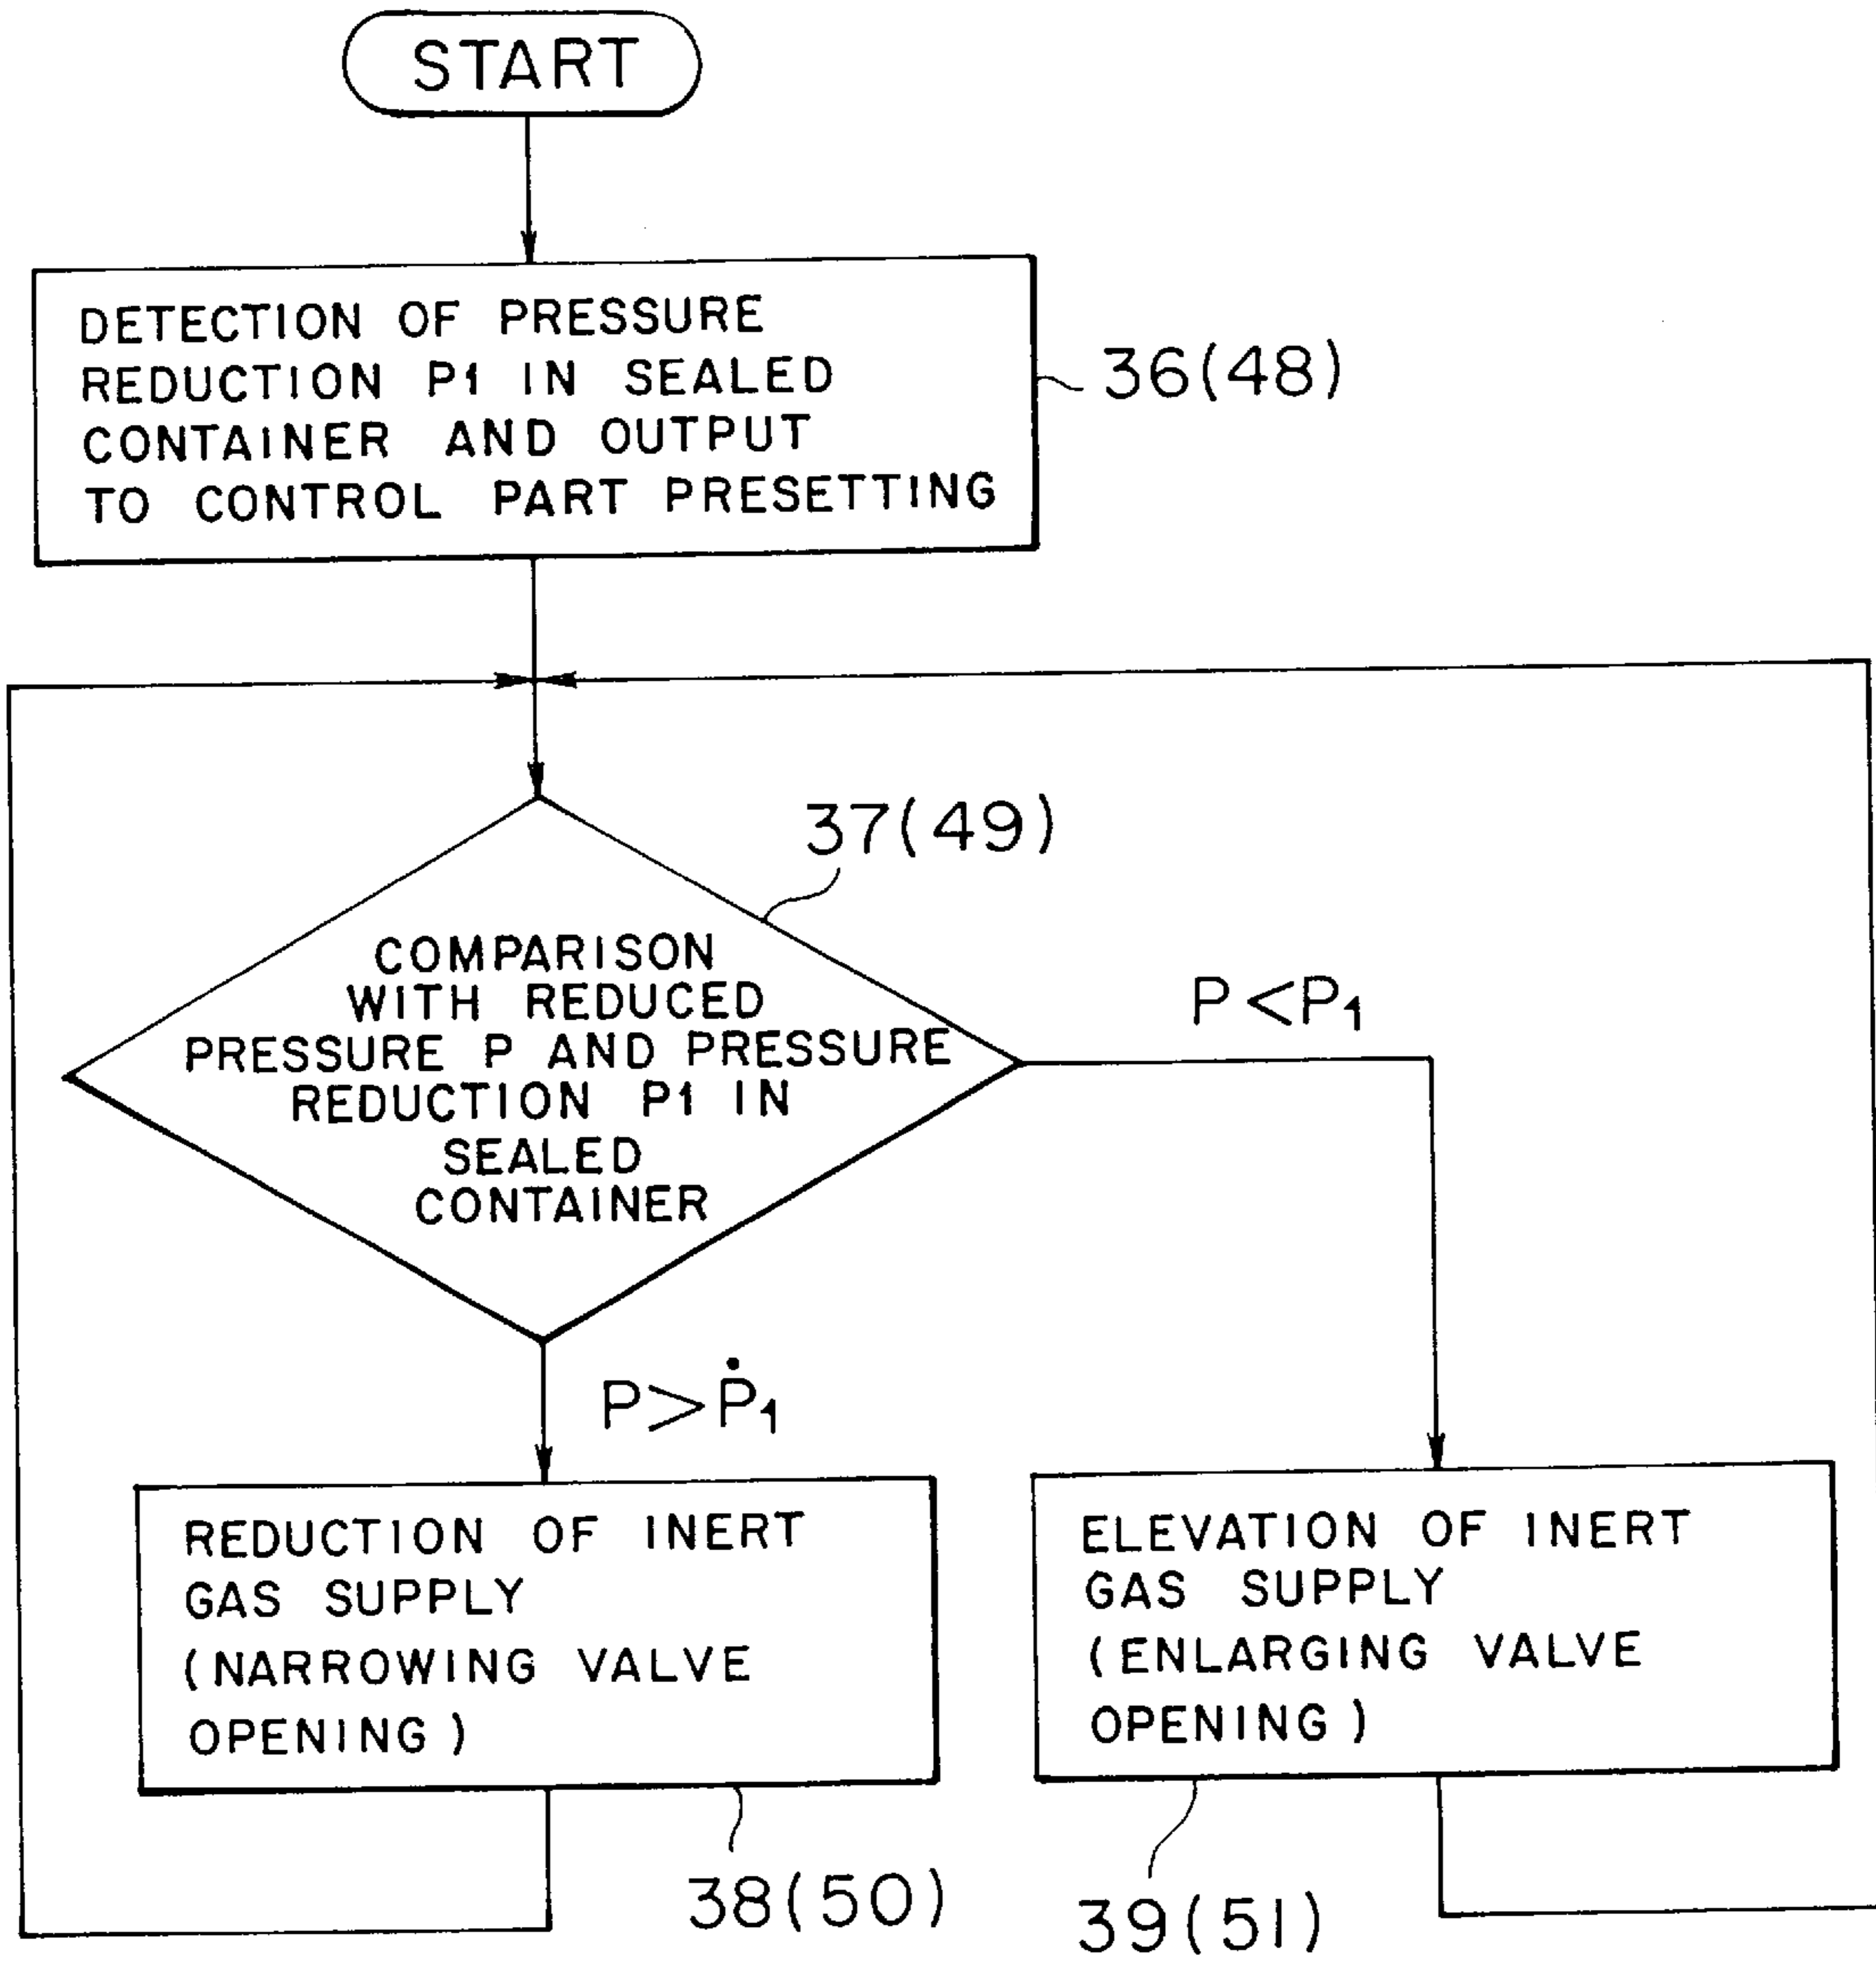 START
DETECTION OF PRESSURE
REDUCTION P1 IN SEALED
CONTAINER AND OUTPUT
TO CONTROL PART PRESETTING
36(48)
37(49)
COMPARISON
WITH REDUCED
PRESSURE P AND PRESSURE
REDUCTION P1 IN
SEALED
CONTAINER
P<P₁
P>P₁
REDUCTION OF INERT
GAS SUPPLY
(NARROWING VALVE
OPENING)
ELEVATION OF INERT
GAS SUPPLY
(ENLARGING VALVE
OPENING)
38(50)
39(51)